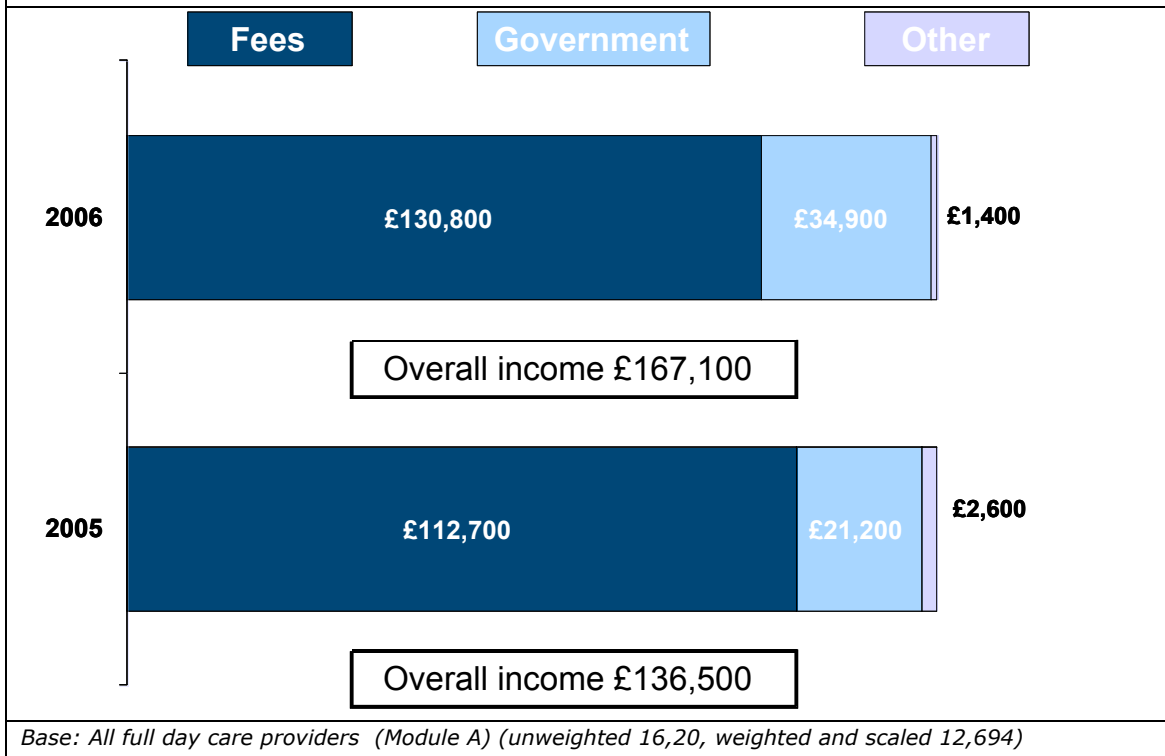 Fees Government Other
2006 £130,800 £34,900 £1,400
Overall income £167,100
2005 £112,700 £21,200 £2,600
Overall income £136,500
Base: All full day care providers (Module A) (unweighted 16,20, weighted and scaled 12,694)